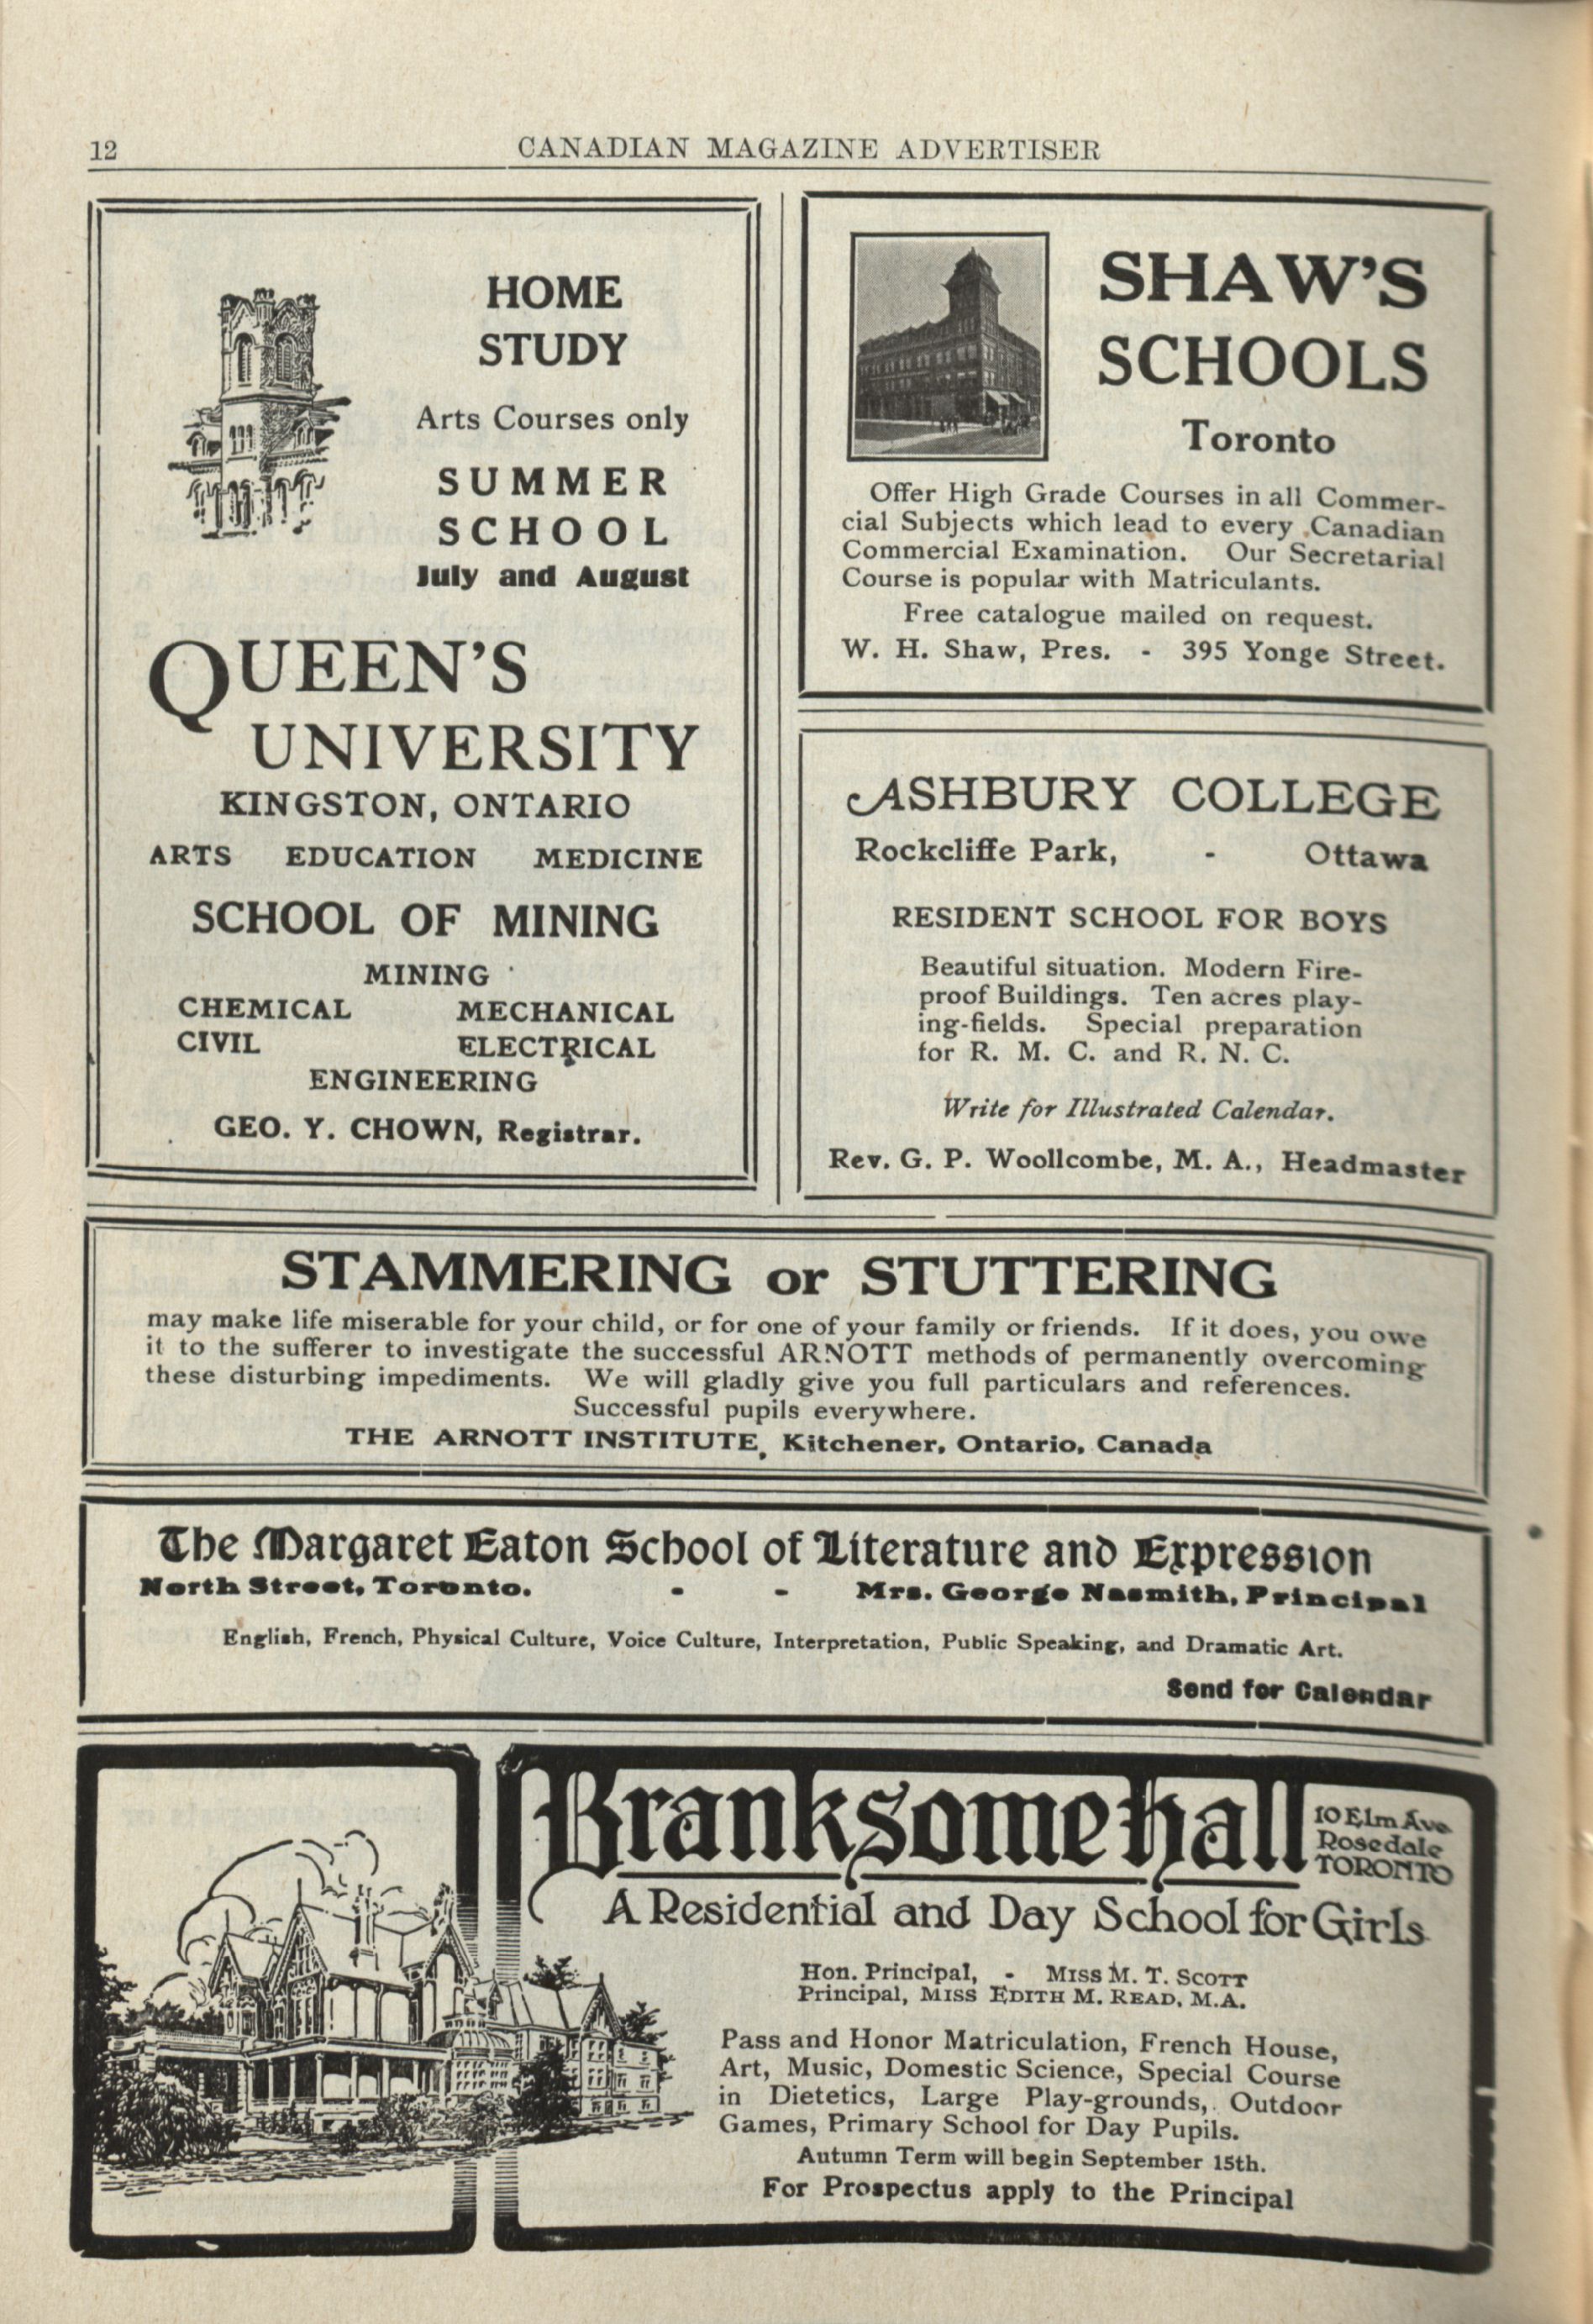 12
CANADIAN MAGAZINE ADVERTISER
HOME
STUDY
Arts Courses only
SUMMER
SCHOOL
July and August
QUEEN'S
UNIVERSITY
KINGSTON, ONTARIO
ARTS EDUCATION MEDICINE
SCHOOL OF MINING
MINING
CHEMICAL MECHANICAL
CIVIL ELECTRICAL
ENGINEERING
GEO. Y. CHOWN, Registrar.
SHAW'S
SCHOOLS
Toronto
Offer High Grade Courses in all Commer-
cial Subjects which lead to every Canadian
Commercial Examination. Our Secretarial
Course is popular with Matriculants.
Free catalogue mailed on request.
W. H. Shaw, Pres. - 395 Yonge Street.
ASHBURY COLLEGE
Rockcliffe Park, - Ottawa
RESIDENT SCHOOL FOR BOYS
Beautiful situation. Modern Fire-
proof Buildings. Ten acres play-
ing-fields. Special preparation
for R. M. C. and R. N. C.
Write for Illustrated Calendar.
Rev. G. P. Woollcombe, M. A., Headmaster
STAMMERING or STUTTERING
may make life miserable for your child, or for one of your family or friends. If it does, you owe
it to the sufferer to investigate the successful ARNOTT methods of permanently overcoming
these disturbing impediments. We will gladly give you full particulars and references.
Successful pupils everywhere.
THE ARNOTT INSTITUTE, Kitchener, Ontario, Canada
The Margaret Eaton School of Literature and Expression
North Street, Toronto. - - Mrs. George Nasmith, Principal
English, French, Physical Culture, Voice Culture, Interpretation, Public Speaking, and Dramatic Art.
Send for Calendar
Branksome Hall
10 Elm Ave
Rosedale
TORONTO
A Residential and Day School for Girls
Hon. Principal, - MISS M. T. SCOTT
Principal, MISS EDITH M. READ, M.A.
Pass and Honor Matriculation, French House,
Art, Music, Domestic Science, Special Course
in Dietetics, Large Play-grounds, Outdoor
Games, Primary School for Day Pupils.
Autumn Term will begin September 15th.
For Prospectus apply to the Principal